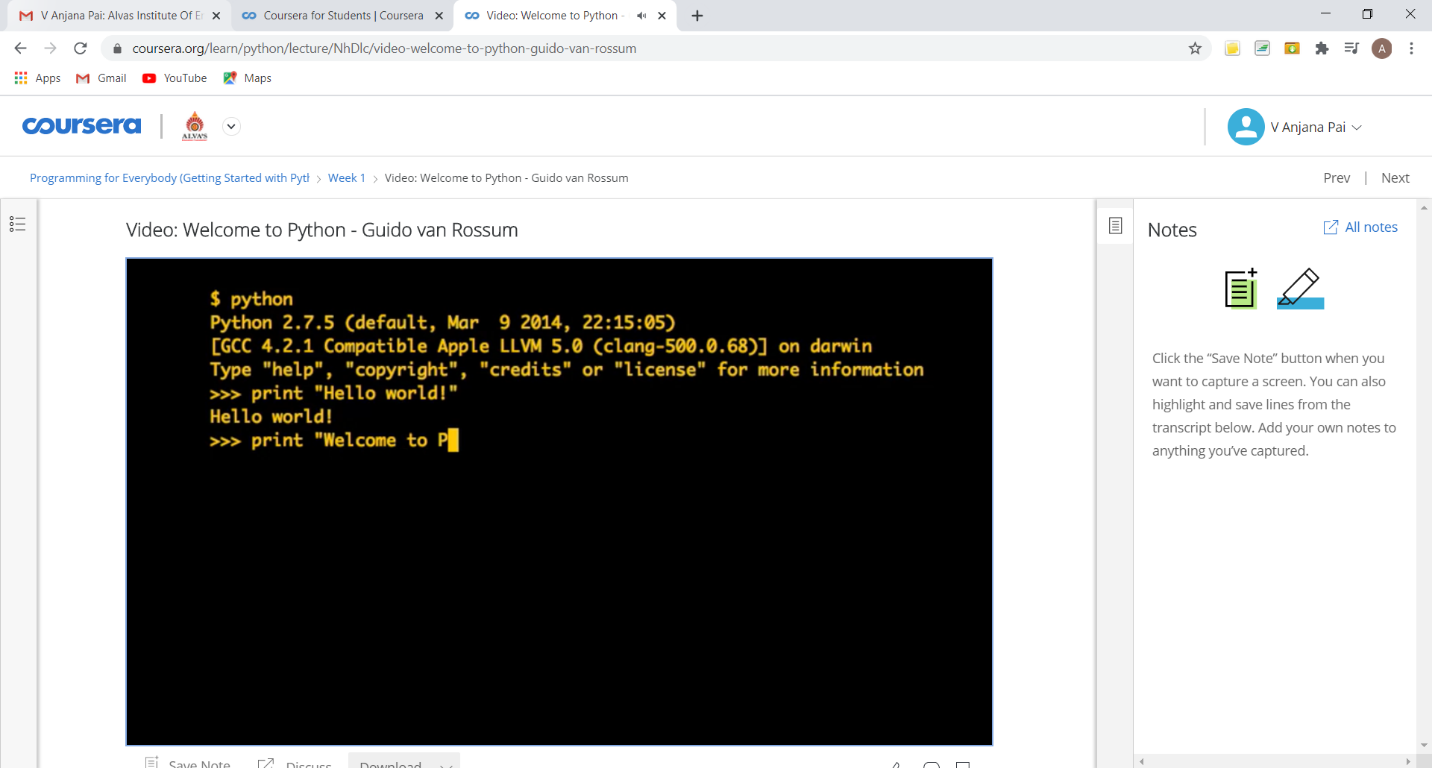 V Anjana Pai: Alvas Institute Of E
Coursera for Students | Coursera
Video: Welcome to Python -
coursera.org/learn/python/lecture/NhDlc/video-welcome-to-python-guido-van-rossum
A
Apps
Gmail
YouTube
Maps
coursera
ALVA'S
V Anjana Pai
Programming for Everybody (Getting Started with Pytl
Week 1
Video: Welcome to Python - Guido van Rossum
Prev | Next
Video: Welcome to Python - Guido van Rossum
$ python
Python 2.7.5 (default, Mar  9 2014, 22:15:05)
[GCC 4.2.1 Compatible Apple LLVM 5.0 (clang-500.0.68)] on darwin
Type "help", "copyright", "credits" or "license" for more information
>>> print "Hello world!"
Hello world!
>>> print "Welcome to P
Notes
All notes
Click the “Save Note” button when you
want to capture a screen. You can also
highlight and save lines from the
transcript below. Add your own notes to
anything you’ve captured.
Save Note
Discuss
Download